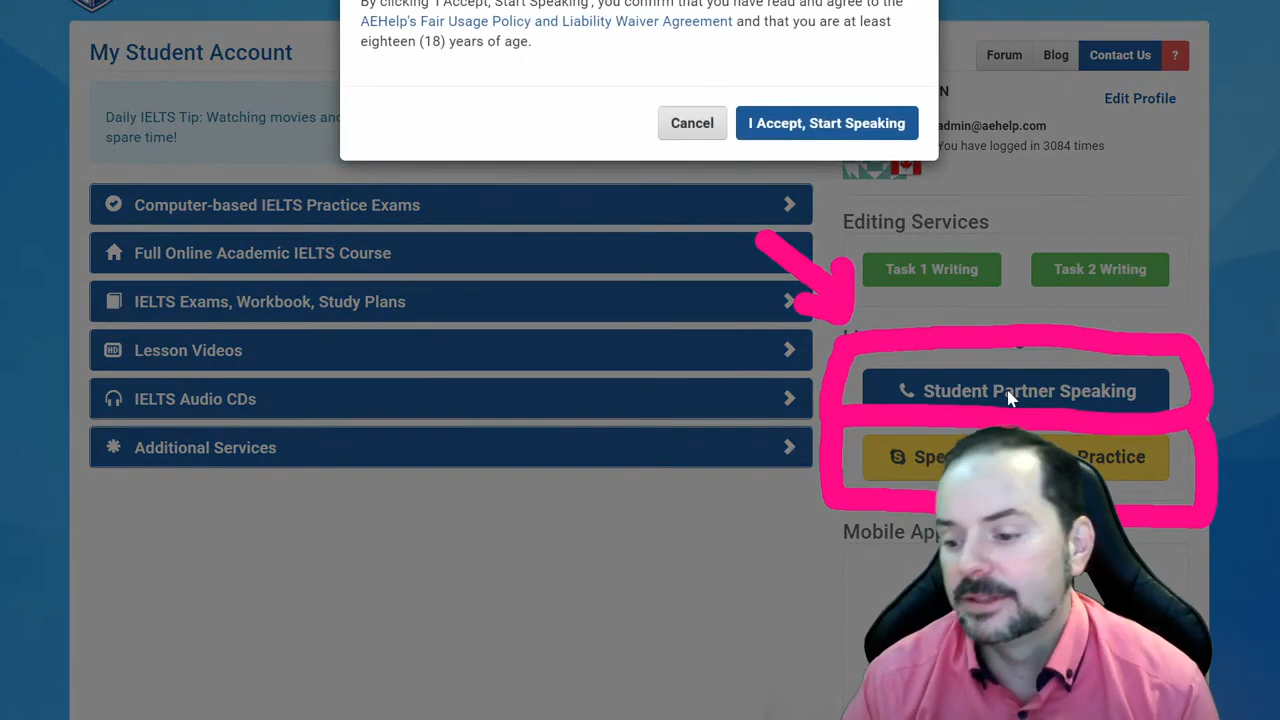 By clicking 'I Accept, Start Speaking', you confirm that you have read and agree to the
AEHelp's Fair Usage Policy and Liability Waiver Agreement and that you are at least
eighteen (18) years of age.
Cancel
I Accept, Start Speaking
My Student Account
Forum
Blog
Contact Us
?
Daily IELTS Tip: Watching movies and
spare time!
N
Edit Profile
admin@aehelp.com
You have logged in 3084 times
Computer-based IELTS Practice Exams
Full Online Academic IELTS Course
IELTS Exams, Workbook, Study Plans
HD Lesson Videos
IELTS Audio CDs
Additional Services
Editing Services
Task 1 Writing
Task 2 Writing
Student Partner Speaking
Practice
Mobile